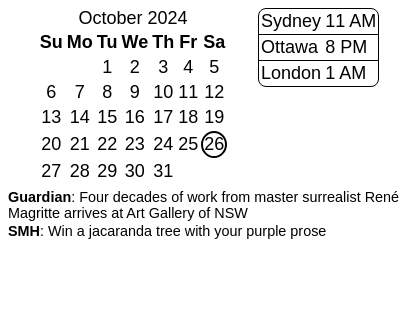 October 2024
Su Mo Tu We Th Fr Sa
1 2 3 4 5
6 7 8 9 10 11 12
13 14 15 16 17 18 19
20 21 22 23 24 25 26
27 28 29 30 31
Sydney 11 AM
Ottawa 8 PM
London 1 AM
Guardian: Four decades of work from master surrealist René
Magritte arrives at Art Gallery of NSW
SMH: Win a jacaranda tree with your purple prose